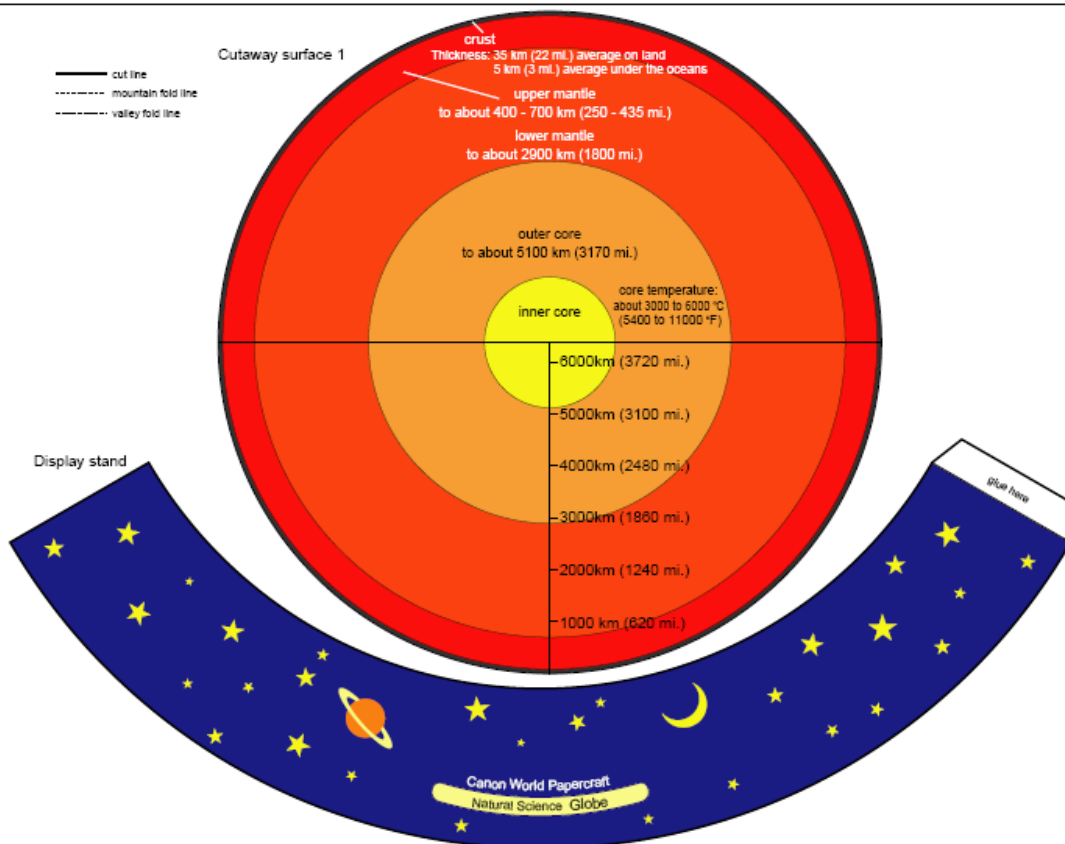 Cutaway surface 1
cut line
mountain fold line
valley fold line
crust
Thickness: 35 km (22 mi.) average on land
5 km (3 mi.) average under the oceans
upper mantle
to about 400 - 700 km (250 - 435 mi.)
lower mantle
to about 2900 km (1800 mi.)
outer core
to about 5100 km (3170 mi.)
core temperature:
about 3000 to 6000 °C
(5400 to 11000 °F)
inner core
6000km (3720 mi.)
5000km (3100 mi.)
4000km (2480 mi.)
3000km (1860 mi.)
2000km (1240 mi.)
1000 km (620 mi.)
Display stand
glue here
Canon World Papercraft
Natural Science Globe